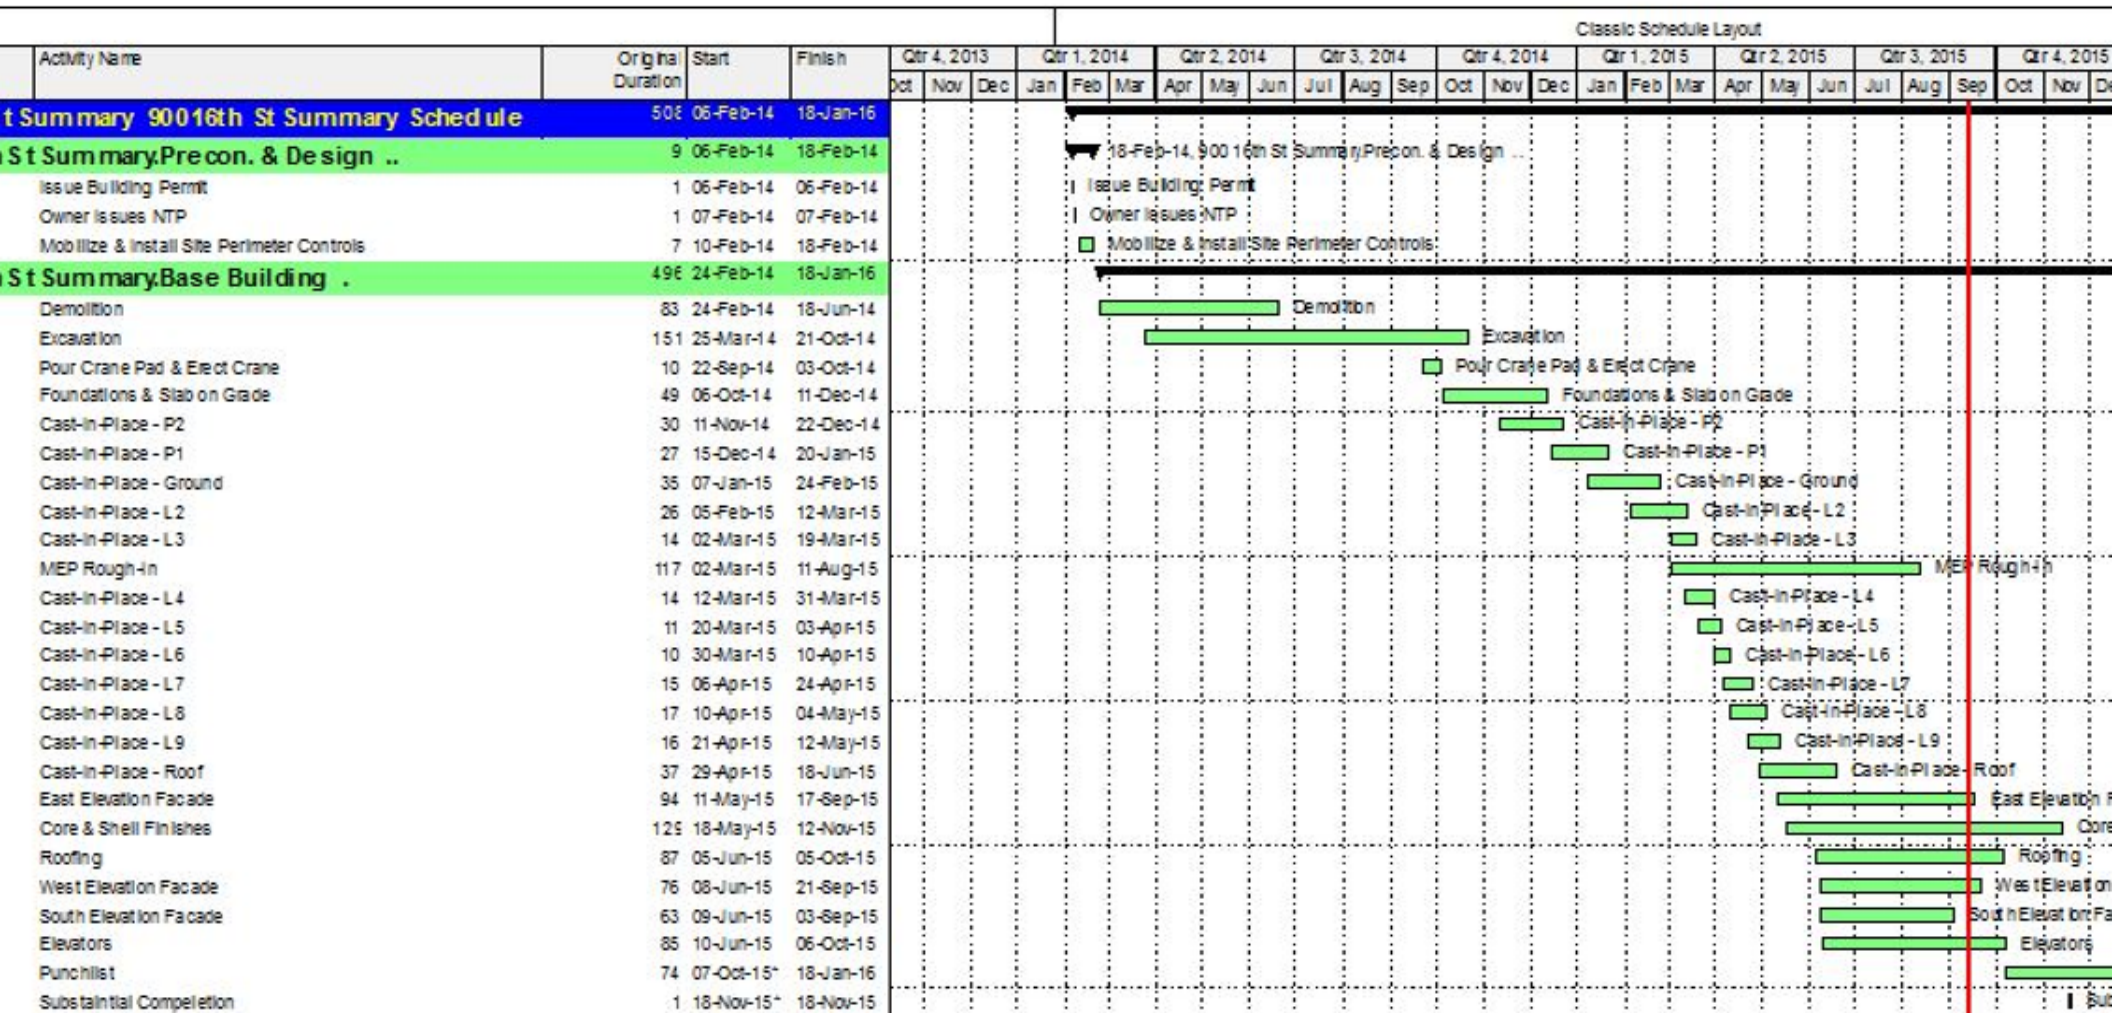 Classic Schedule Layout
Activity Name Original Duration Start Finish Qtr 4, 2013 Qtr 1, 2014 Qtr 2, 2014 Qtr 3, 2014 Qtr 4, 2014 Qtr 1, 2015 Qtr 2, 2015 Qtr 3, 2015 Qtr 4, 2015
Oct Nov Dec Jan Feb Mar Apr May Jun Jul Aug Sep Oct Nov Dec Jan Feb Mar Apr May Jun Jul Aug Sep Oct Nov De
t Summary 900 16th St Summary Schedule 508 06-Feb-14 18-Jan-16
St Summary.Precon. & Design .. 9 06-Feb-14 18-Feb-14 18-Feb-14, 900 16th St Summary.Precon. & Design ..
Issue Building Permit 1 06-Feb-14 06-Feb-14 Issue Building Permit
Owner Issues NTP 1 07-Feb-14 07-Feb-14 Owner Issues NTP
Mobilize & Install Site Perimeter Controls 7 10-Feb-14 18-Feb-14 Mobilize & Install Site Perimeter Controls
St Summary.Base Building . 496 24-Feb-14 18-Jan-16
Demolition 83 24-Feb-14 18-Jun-14 Demolition
Excavation 151 25-Mar-14 21-Oct-14 Excavation
Pour Crane Pad & Erect Crane 10 22-Sep-14 03-Oct-14 Pour Crane Pad & Erect Crane
Foundations & Slab on Grade 49 06-Oct-14 11-Dec-14 Foundations & Slab on Grade
Cast-In-Place - P2 30 11-Nov-14 22-Dec-14 Cast-In-Place - P2
Cast-In-Place - P1 27 15-Dec-14 20-Jan-15 Cast-In-Place - P1
Cast-In-Place - Ground 35 07-Jan-15 24-Feb-15 Cast-In-Place - Ground
Cast-In-Place - L2 26 05-Feb-15 12-Mar-15 Cast-In-Place - L2
Cast-In-Place - L3 14 02-Mar-15 19-Mar-15 Cast-In-Place - L3
MEP Rough-in 117 02-Mar-15 11-Aug-15 MEP Rough-in
Cast-In-Place - L4 14 12-Mar-15 31-Mar-15 Cast-In-Place - L4
Cast-In-Place - L5 11 20-Mar-15 03-Apr-15 Cast-In-Place - L5
Cast-In-Place - L6 10 30-Mar-15 10-Apr-15 Cast-In-Place - L6
Cast-In-Place - L7 15 06-Apr-15 24-Apr-15 Cast-In-Place - L7
Cast-In-Place - L8 17 10-Apr-15 04-May-15 Cast-In-Place - L8
Cast-In-Place - L9 16 21-Apr-15 12-May-15 Cast-In-Place - L9
Cast-In-Place - Roof 37 29-Apr-15 18-Jun-15 Cast-In-Place - Roof
East Elevation Facade 94 11-May-15 17-Sep-15 East Elevation F
Core & Shell Finishes 129 18-May-15 12-Nov-15 Core
Roofing 87 05-Jun-15 05-Oct-15 Roofing
West Elevation Facade 76 08-Jun-15 21-Sep-15 West Elevation
South Elevation Facade 63 09-Jun-15 03-Sep-15 South Elevation Fa
Elevators 85 10-Jun-15 06-Oct-15 Elevators
Punchlist 74 07-Oct-15* 18-Jan-16
Substaintial Compeletion 1 18-Nov-15* 18-Nov-15 Sub